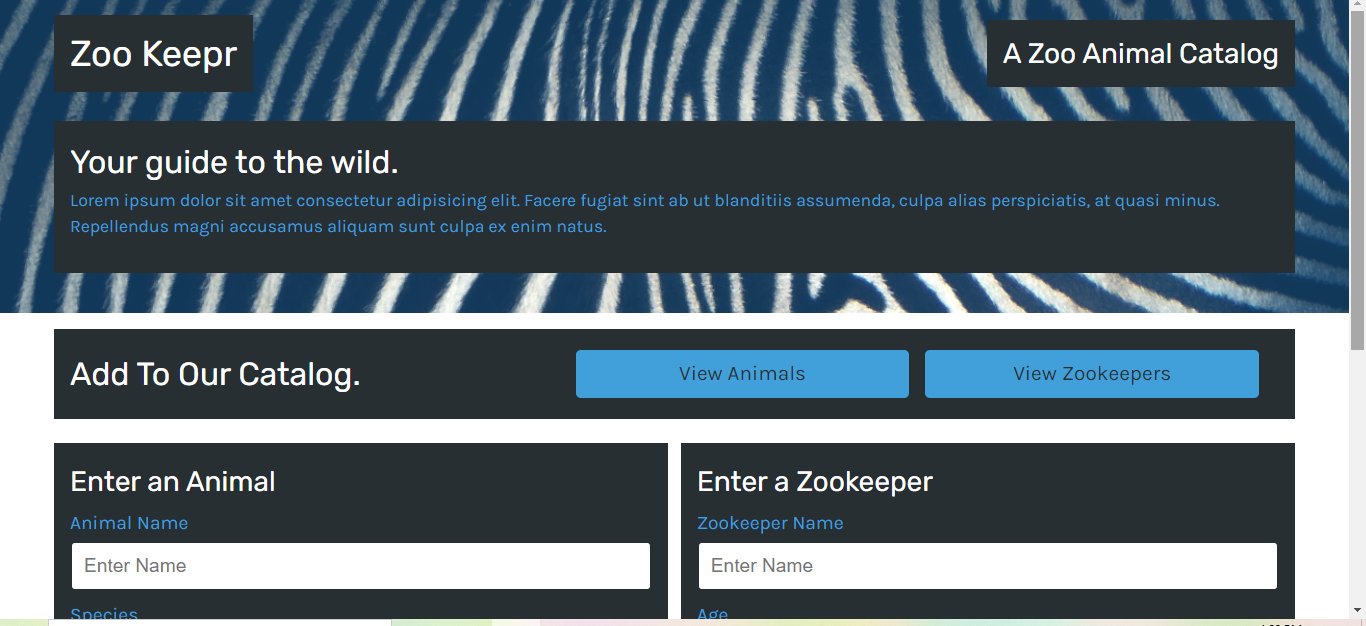 Zoo Keepr
A Zoo Animal Catalog
Your guide to the wild.
Lorem ipsum dolor sit amet consectetur adipisicing elit. Facere fugiat sint ab ut blanditiis assumenda, culpa alias perspiciatis, at quasi minus.
Repellendus magni accusamus aliquam sunt culpa ex enim natus.
Add To Our Catalog.
View Animals
View Zookeepers
Enter an Animal
Enter a Zookeeper
Animal Name
Zookeeper Name
Enter Name
Enter Name
Species
Age